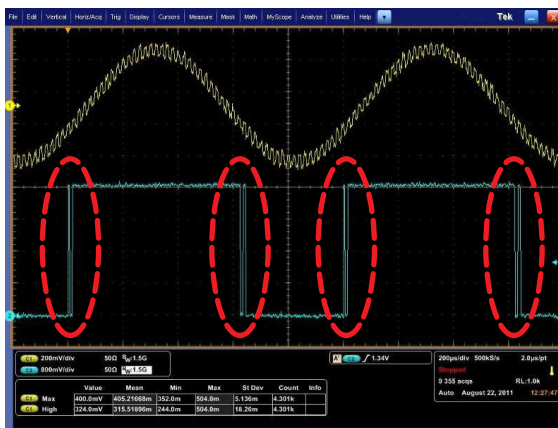 File Edit Vertical Horiz/Acq Trig Display Cursors Measure Mask Math MyScope Analyze Utilities Help Tek X
1
2
C1 200mV/div 50Ω BW:1.5G
C2 800mV/div 50Ω BW:1.5G
A' C2 1.34V
200µs/div 500kS/s 2.0µs/pt
Stopped
9 355 acqs RL:1.0k
Auto August 22, 2011 12:27:47
Value Mean Min Max St Dev Count Info
C1 Max 400.0mV 405.21668m 352.0m 504.0m 5.136m 4.301k
C1 High 324.0mV 315.51896m 244.0m 504.0m 18.26m 4.301k